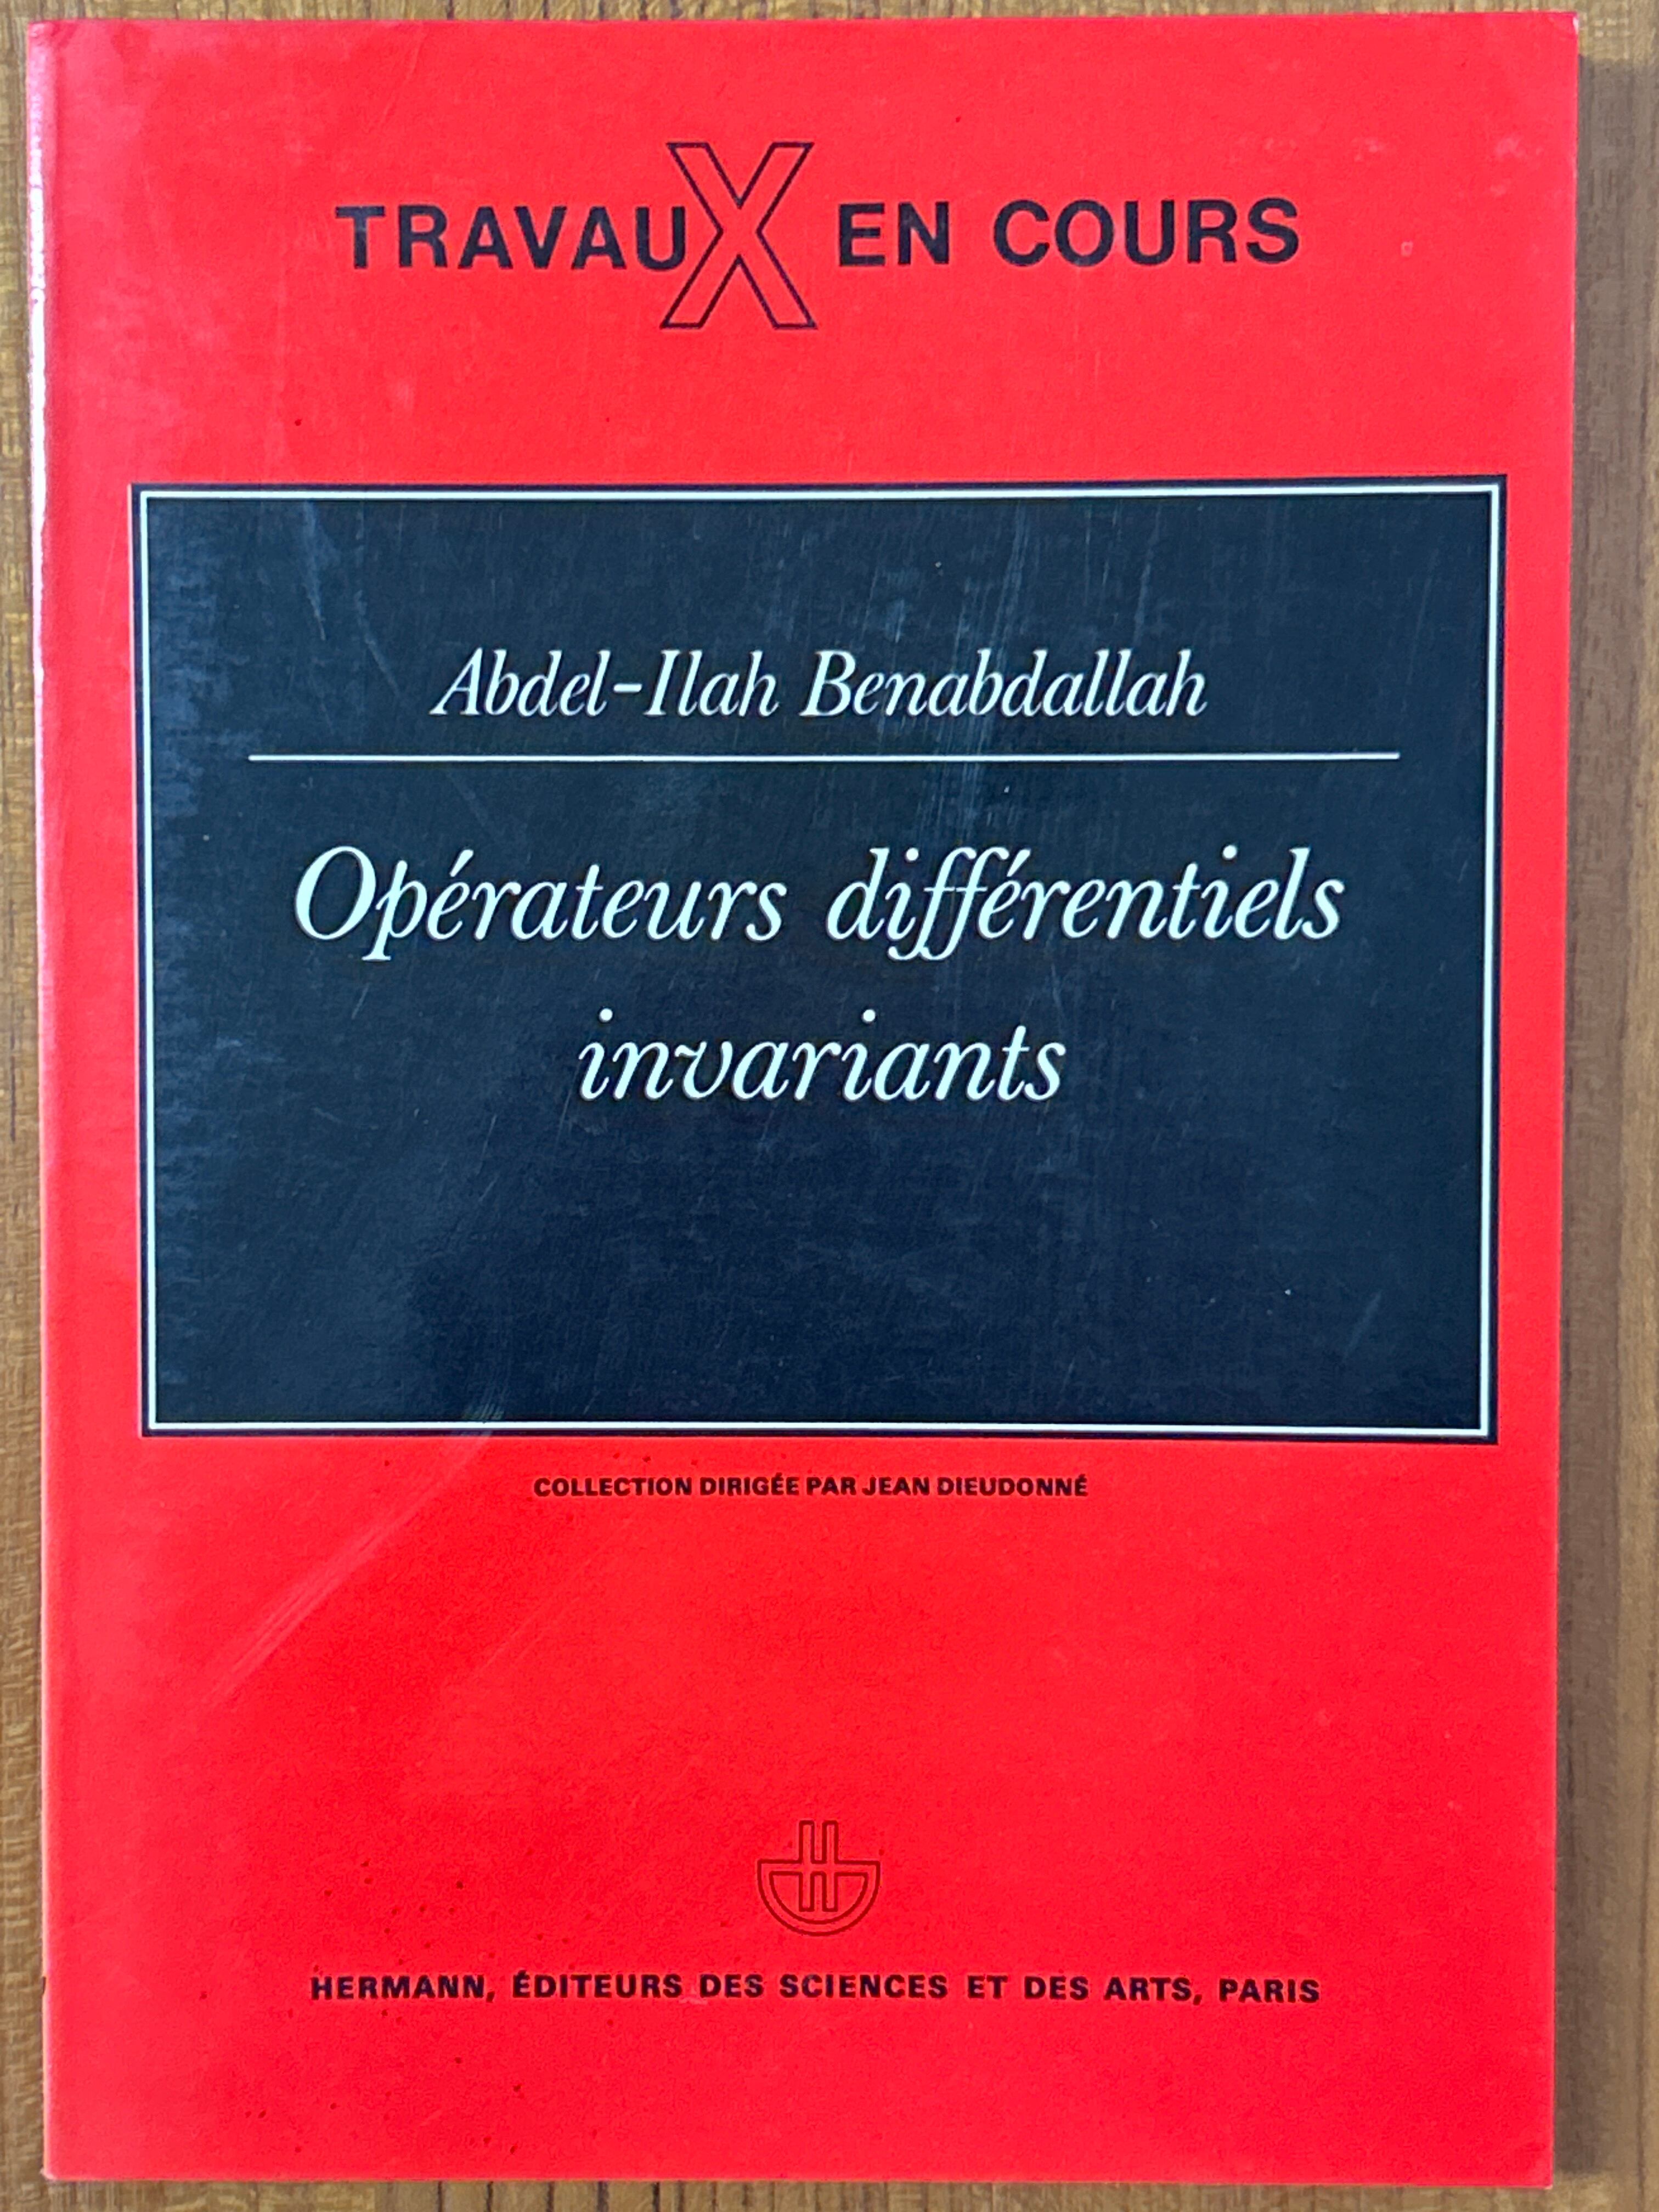 TRAVAUX EN COURS
Abdel-Ilah Benabdallah
Opérateurs différentiels
invariants
COLLECTION DIRIGÉE PAR JEAN DIEUDONNÉ
HERMANN, ÉDITEURS DES SCIENCES ET DES ARTS, PARIS